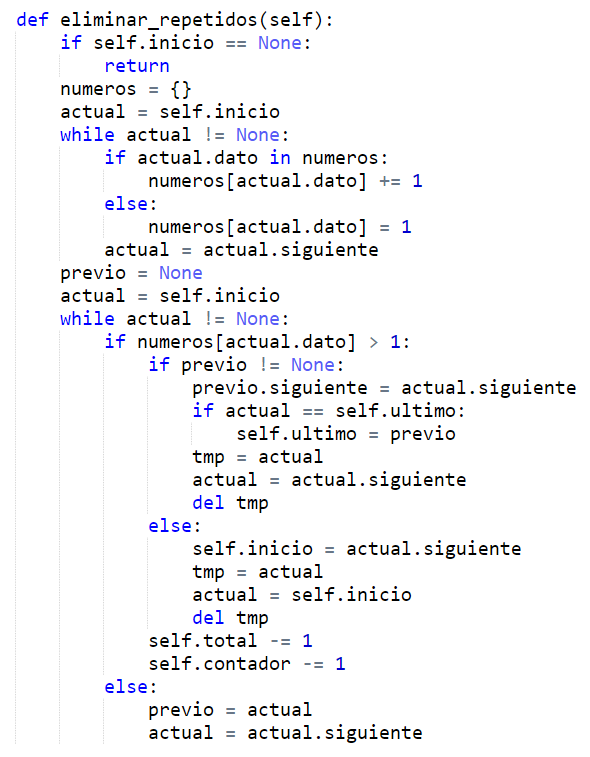 def eliminar_repetidos(self):
    if self.inicio == None:
        return
    numeros = {}
    actual = self.inicio
    while actual != None:
        if actual.dato in numeros:
            numeros[actual.dato] += 1
        else:
            numeros[actual.dato] = 1
        actual = actual.siguiente
    previo = None
    actual = self.inicio
    while actual != None:
        if numeros[actual.dato] > 1:
            if previo != None:
                previo.siguiente = actual.siguiente
                if actual == self.ultimo:
                    self.ultimo = previo
                tmp = actual
                actual = actual.siguiente
                del tmp
            else:
                self.inicio = actual.siguiente
                tmp = actual
                actual = self.inicio
                del tmp
            self.total -= 1
            self.contador -= 1
        else:
            previo = actual
            actual = actual.siguiente